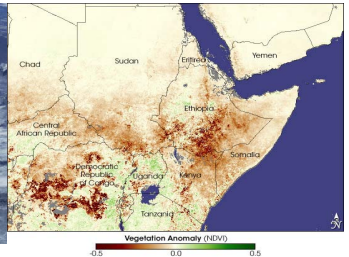 Chad
Sudan
Eritrea
Yemen
Ethiopia
Central
African Republic
Somalia
Democratic
Republic
of Congo
Uganda
Kenya
Tanzania
N
Vegetation Anomaly (NDVI)
-0.5
0.0
0.5